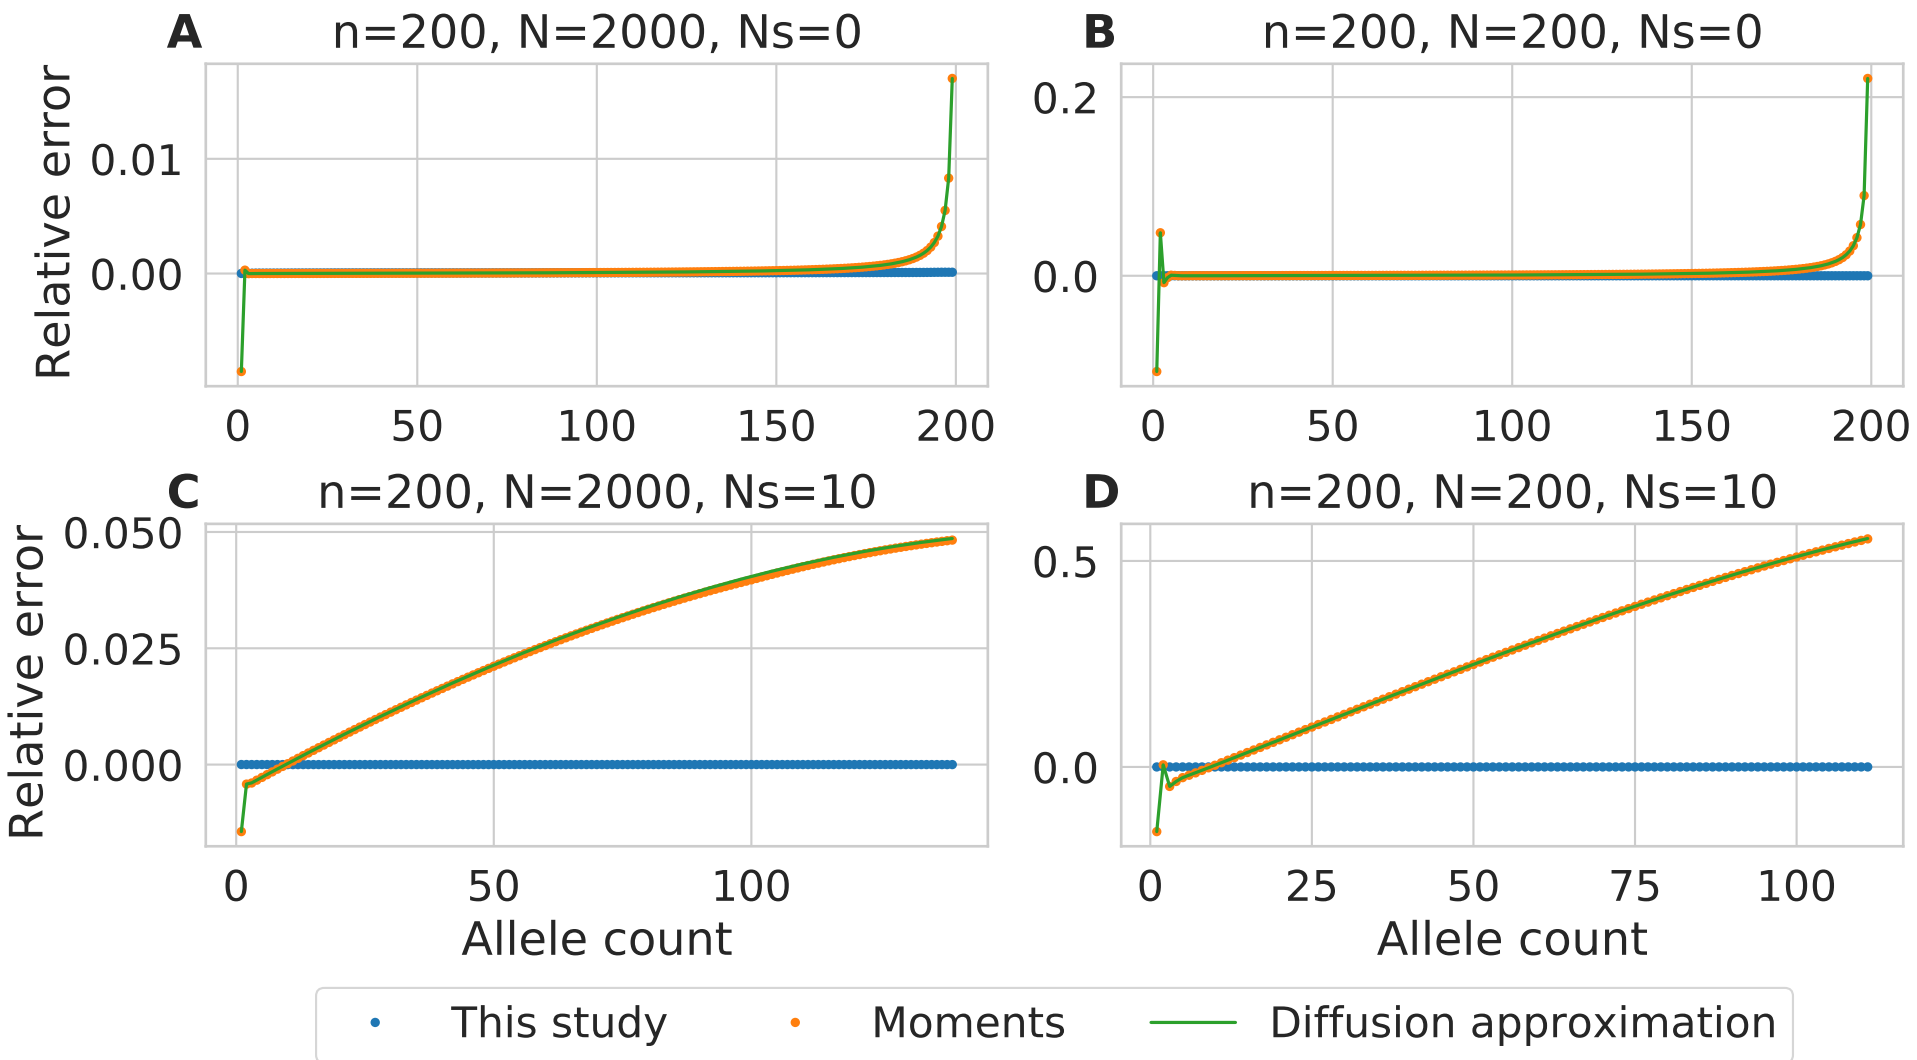 A n=200, N=2000, Ns=0
Relative error
0.01
0.00
0 50 100 150 200
B n=200, N=200, Ns=0
0.2
0.0
0 50 100 150 200
C n=200, N=2000, Ns=10
Relative error
0.050
0.025
0.000
0 50 100
Allele count
D n=200, N=200, Ns=10
0.5
0.0
0 25 50 75 100
Allele count
This study Moments Diffusion approximation